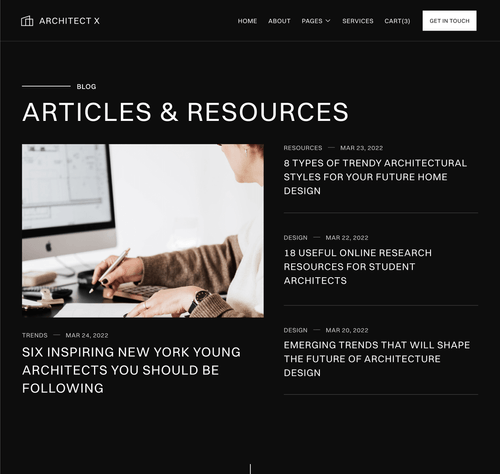 ARCHITECT X
HOME ABOUT PAGES SERVICES CART(3) GET IN TOUCH
BLOG
ARTICLES & RESOURCES
TRENDS — MAR 24, 2022
SIX INSPIRING NEW YORK YOUNG
ARCHITECTS YOU SHOULD BE
FOLLOWING
RESOURCES — MAR 23, 2022
8 TYPES OF TRENDY ARCHITECTURAL
STYLES FOR YOUR FUTURE HOME
DESIGN
DESIGN — MAR 22, 2022
18 USEFUL ONLINE RESEARCH
RESOURCES FOR STUDENT
ARCHITECTS
DESIGN — MAR 20, 2022
EMERGING TRENDS THAT WILL SHAPE
THE FUTURE OF ARCHITECTURE
DESIGN